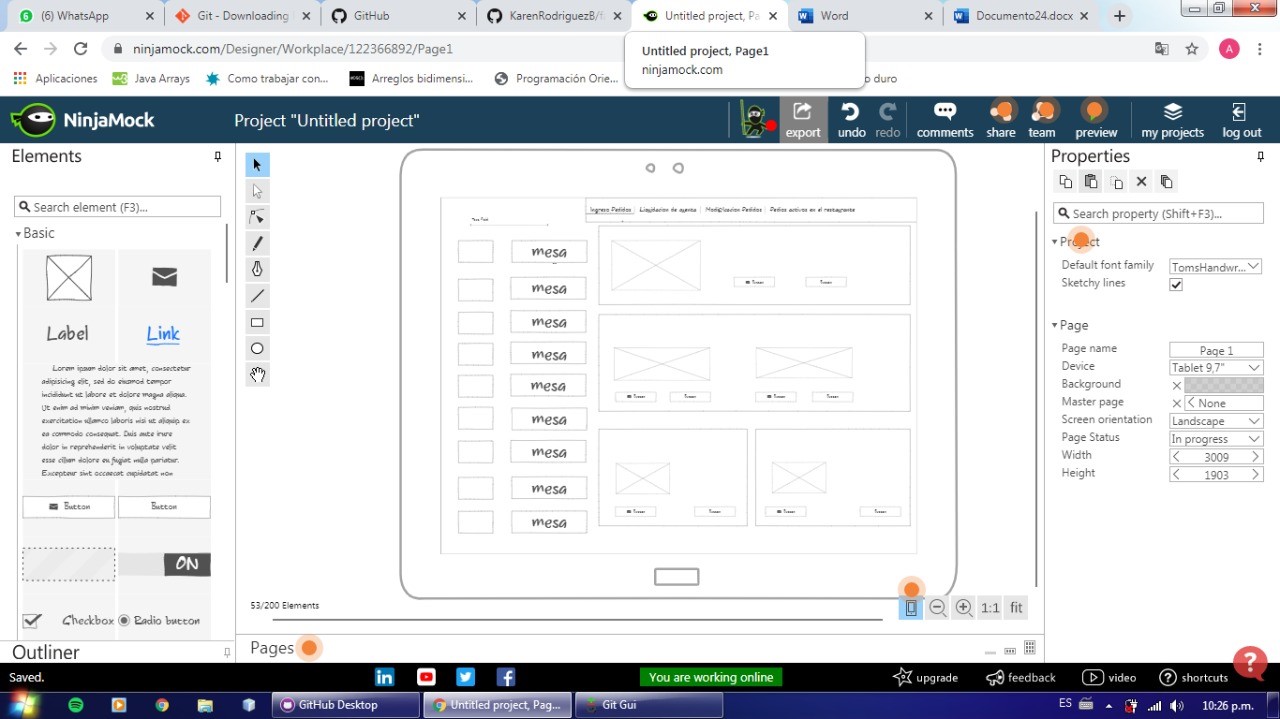 (6) WhatsApp
Git - Downloading
GitHub
KarenRodriguezB/
Untitled project, Pa
Word
Documento24.docx
ninjamock.com/Designer/Workplace/122366892/Page1
A
Untitled project, Page1
ninjamock.com
Aplicaciones
Java Arrays
Como trabajar con...
Arreglos bidimensi...
Programación Orie...
o duro
NinjaMock
Project "Untitled project"
export
undo
redo
comments
share
team
preview
my projects
log out
Elements
Search element (F3)...
Basic
Label
Link
Lorem ipsum dolor sit amet, consectetur
adipisicing elit, sed do eiusmod tempor
incididunt ut labore et dolore magna aliqua.
Ut enim ad minim veniam, quis nostrud
exercitation ullamco laboris nisi ut aliquip ex
ea commodo consequat. Duis aute irure
dolor in reprehenderit in voluptate velit
esse cillum dolore eu fugiat nulla pariatur.
Excepteur sint occaecat cupidatat non
Button
Button
ON
Checkbox
Radio button
Outliner
Ingreso Pedidos
Liquidacion de
Modificacion Pedidos
activos en el restaurante
mesa
mesa
mesa
mesa
mesa
mesa
mesa
mesa
mesa
53/200 Elements
1:1
fit
Pages
Properties
Search property (Shift+F3)...
Project
Default font family
TomsHandwr...
Sketchy lines
Page
Page name
Page 1
Device
Tablet 9,7"
Background
Master page
None
Screen orientation
Landscape
Page Status
In progress
Width
3009
Height
1903
Saved.
You are working online
upgrade
feedback
video
shortcuts
?
GitHub Desktop
Untitled project, Pag...
Git Gui
ES
10:26 p.m.